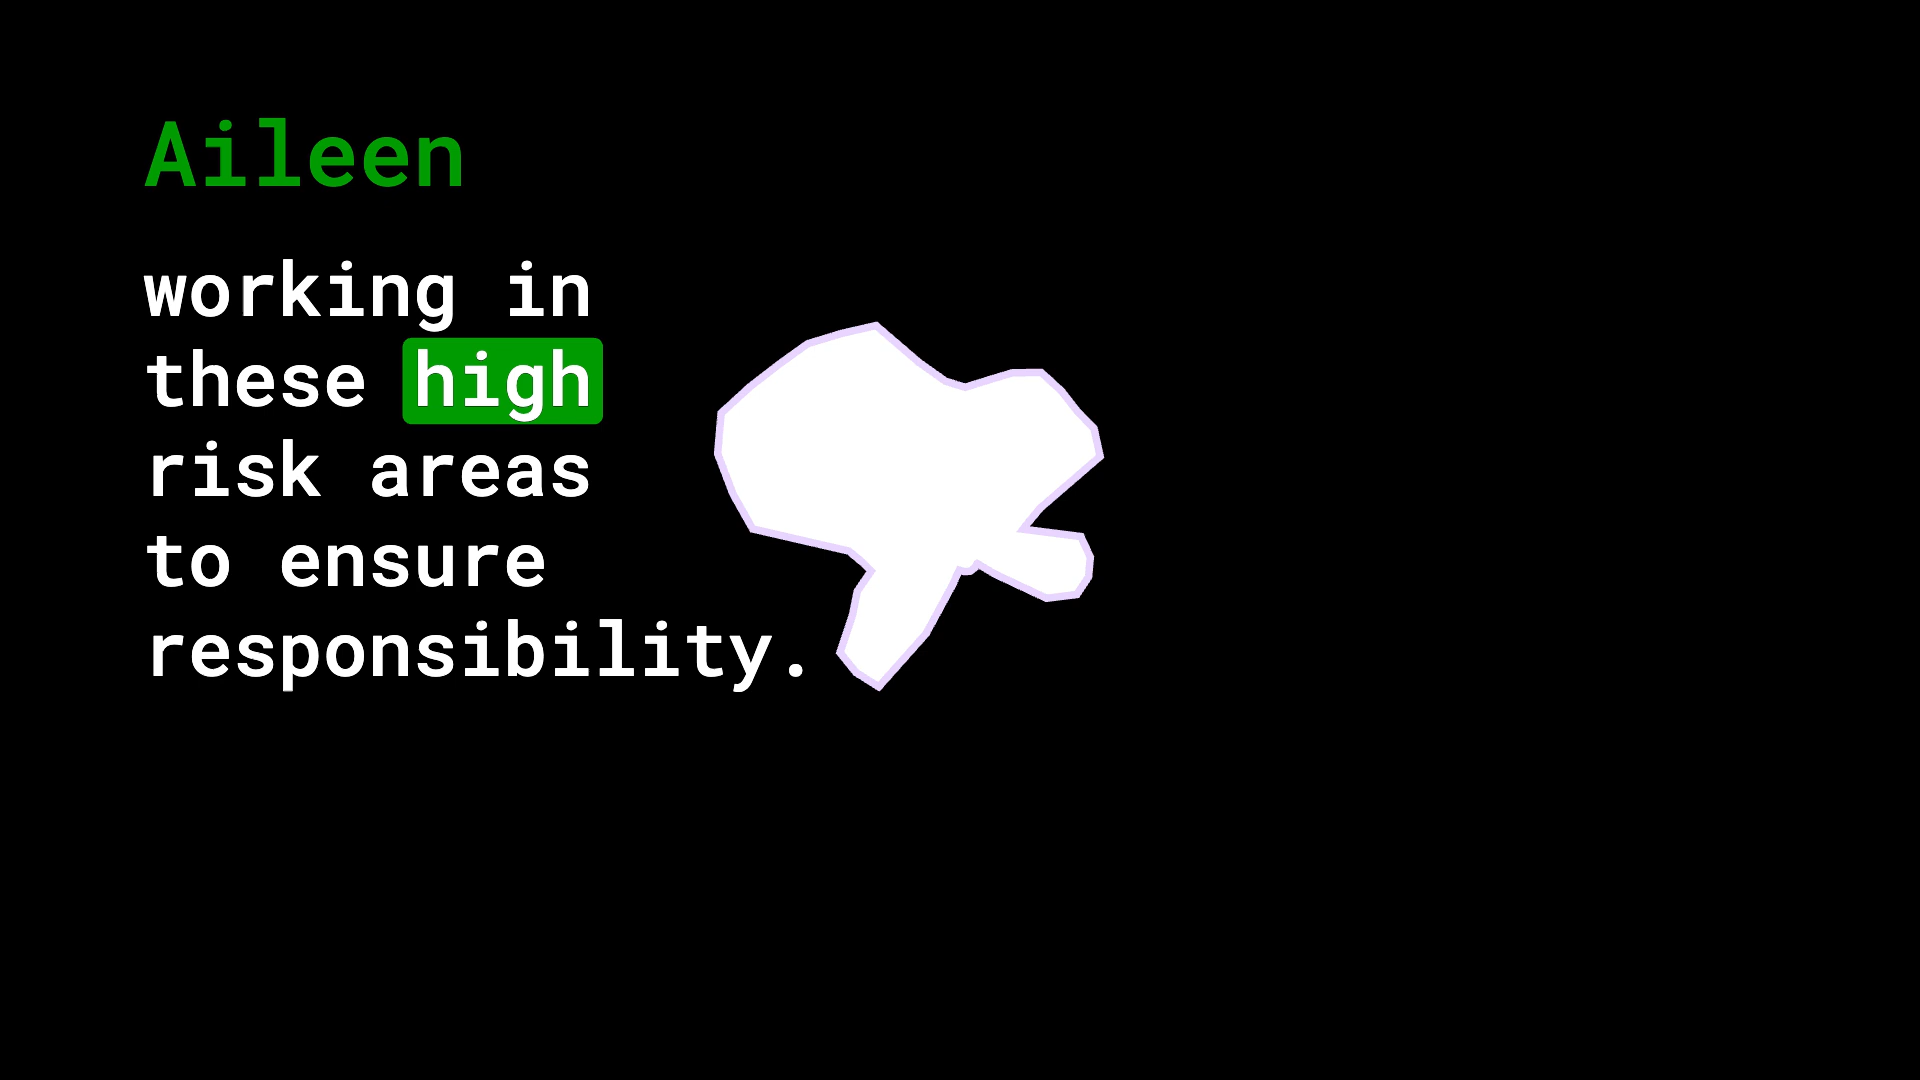 Aileen
working in
these high
risk areas
to ensure
responsibility.